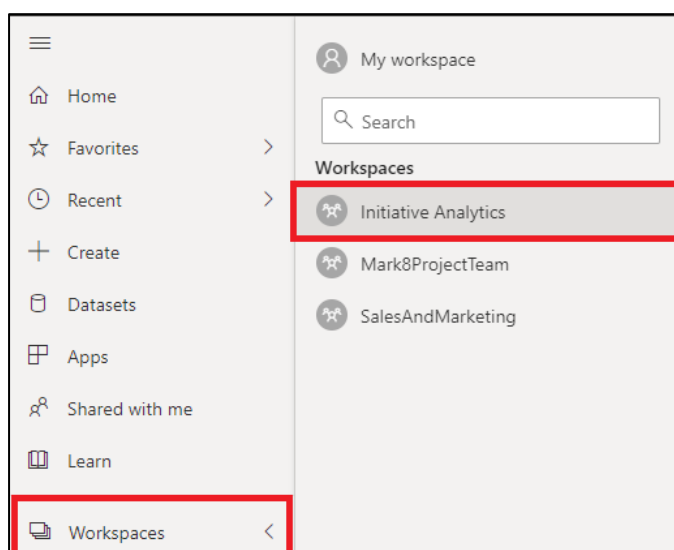 Home
Favorites
Recent
Create
Datasets
Apps
Shared with me
Learn
Workspaces
My workspace
Search
Workspaces
Initiative Analytics
Mark8ProjectTeam
SalesAndMarketing